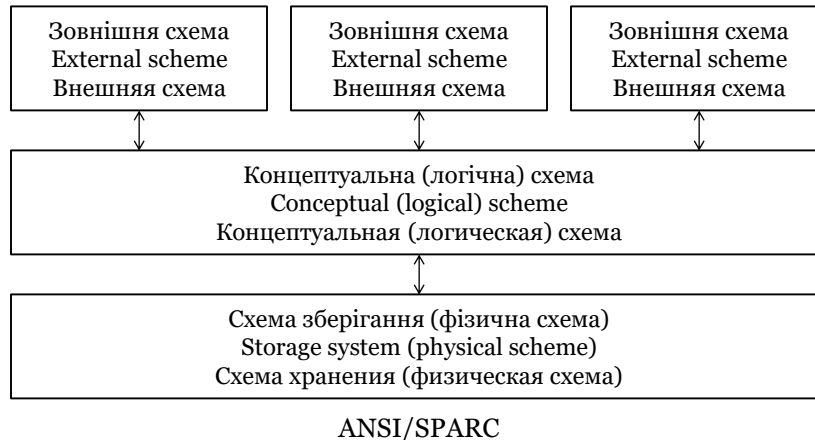 Зовнішня схема
External scheme
Внешняя схема
Зовнішня схема
External scheme
Внешняя схема
Зовнішня схема
External scheme
Внешняя схема
Концептуальна (логічна) схема
Conceptual (logical) scheme
Концептуальная (логическая) схема
Схема зберігання (фізична схема)
Storage system (physical scheme)
Схема хранения (физическая схема)
ANSI/SPARC